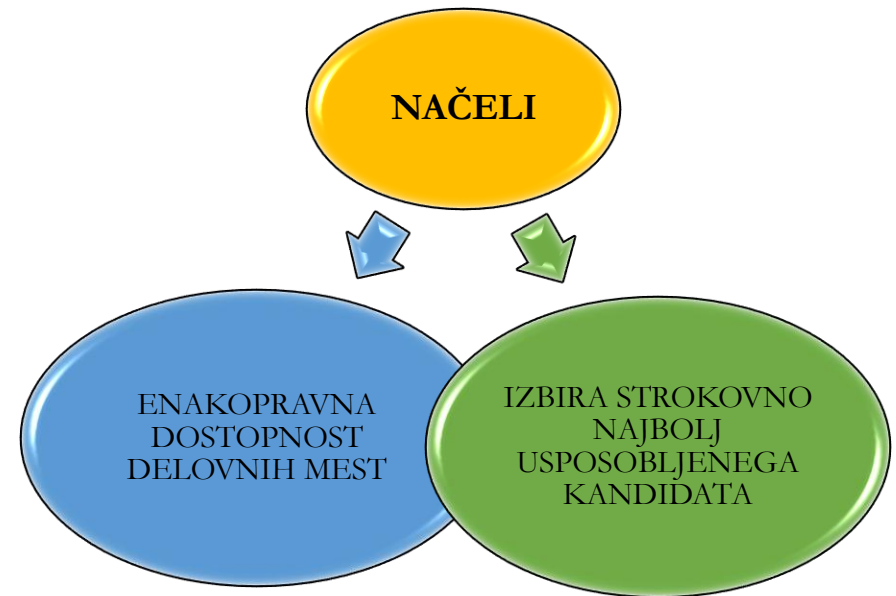 NAČELI
ENAKOPRAVNA
DOSTOPNOST
DELOVNIH MEST
IZBIRA STROKOVNO
NAJBOLJ
USPOSOBLJENEGA
KANDIDATA